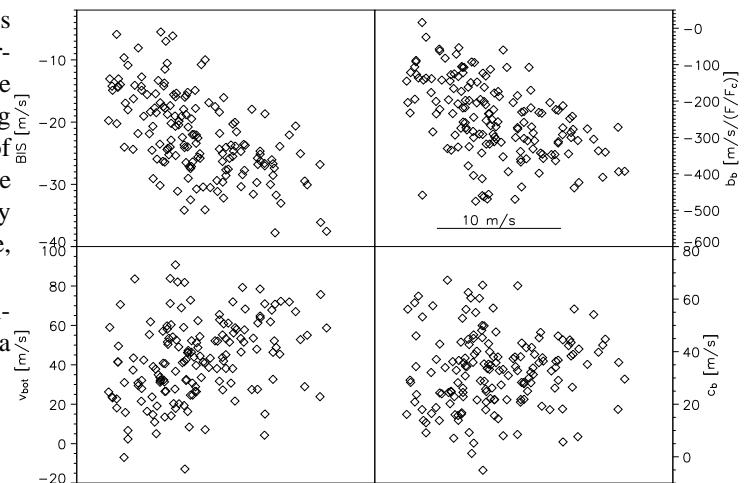 s
r-
e
g
of
e
y
e,
-
a
BIS [m/s]
-10
-20
-30
-40
10 m/s
-0
-100
-200
-300
-400
-500
-600
b_b [m/s/(F/F_c)]
v_bot [m/s]
100
80
60
40
20
0
-20
80
60
40
20
0
c_b [m/s]